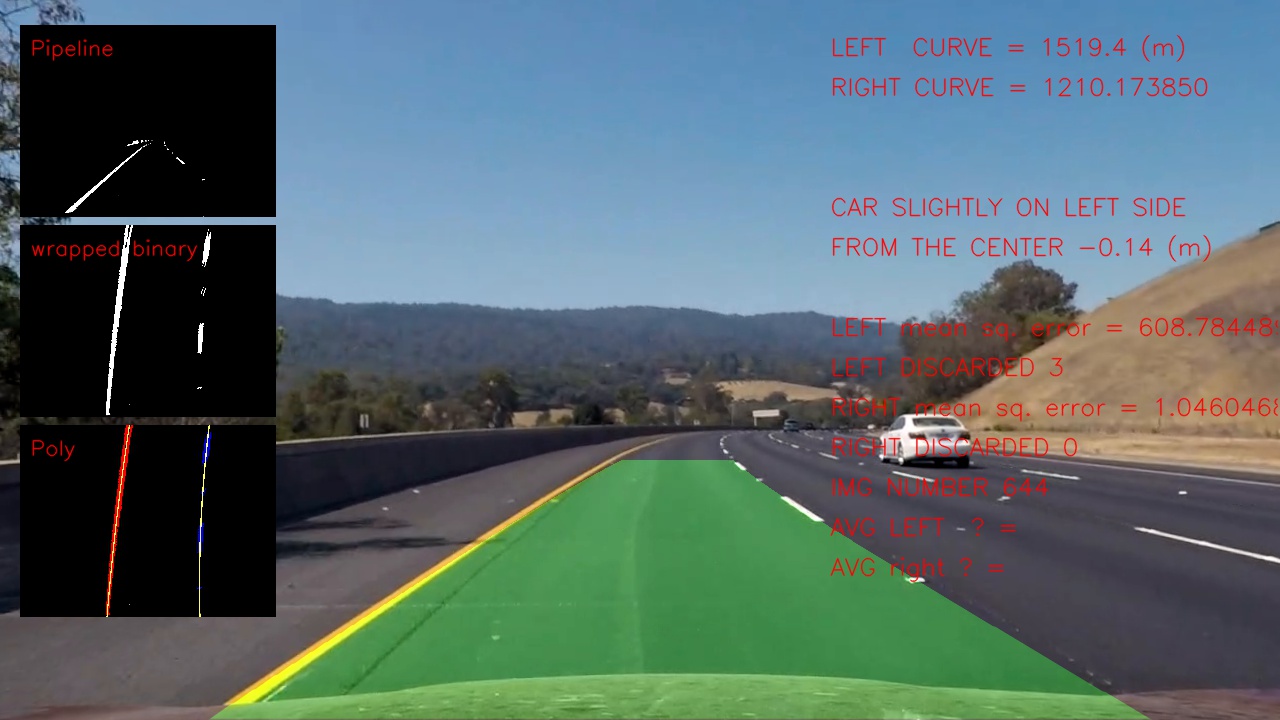 Pipeline
wrapped binary
Poly
LEFT CURVE = 1519.4 (m)
RIGHT CURVE = 1210.173850
CAR SLIGHTLY ON LEFT SIDE
FROM THE CENTER -0.14 (m)
LEFT mean sq. error = 608.784489
LEFT DISCARDED 3
RIGHT mean sq. error = 1.0460468
RIGHT DISCARDED 0
IMG NUMBER 644
AVG LEFT ? =
AVG right ? =